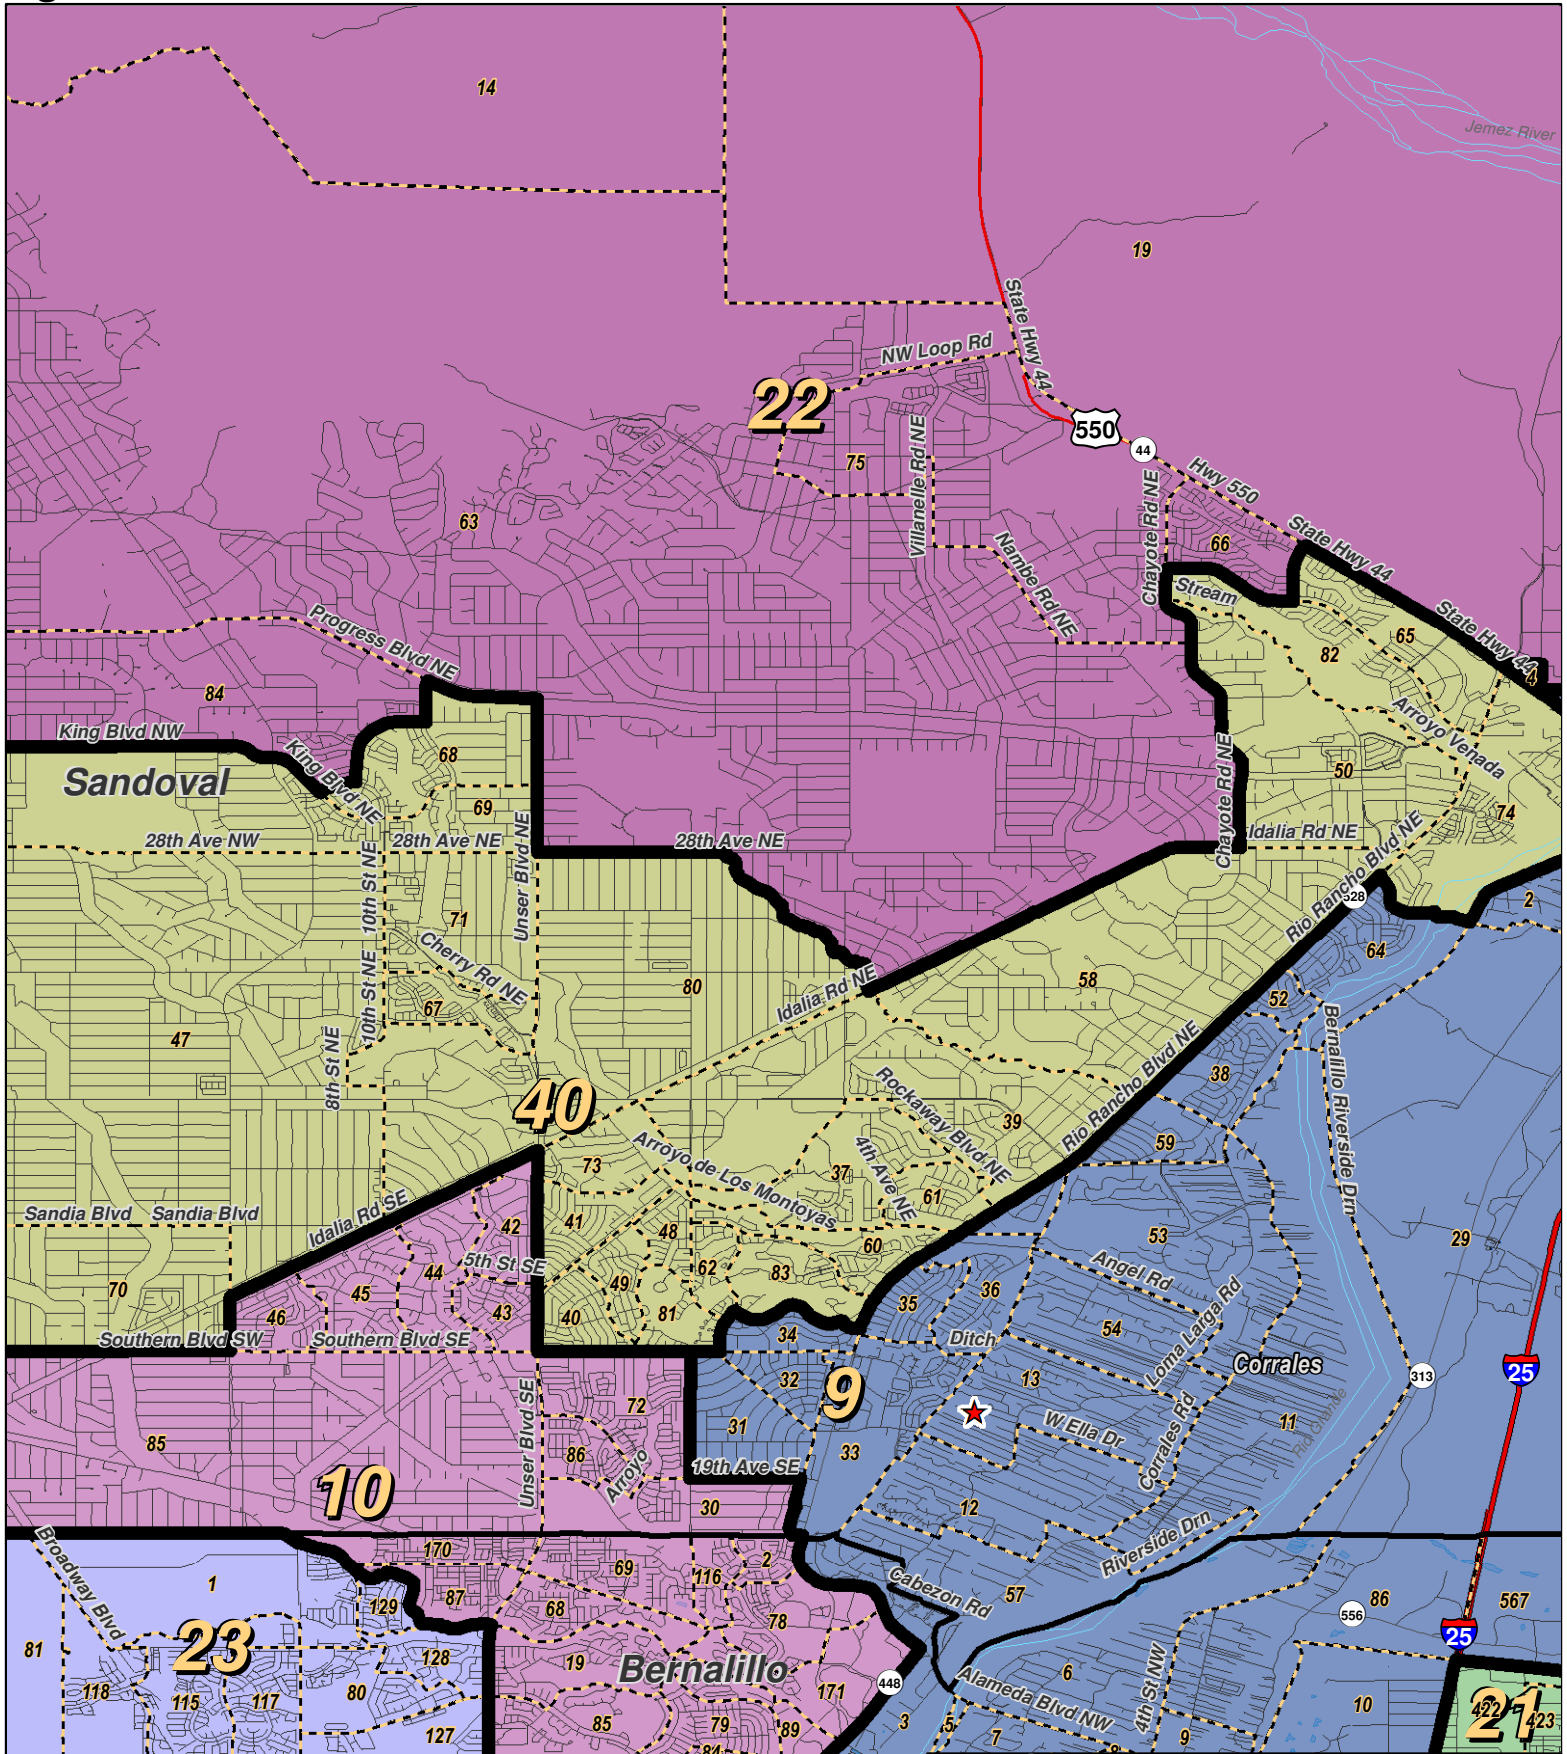 14
Jemez River
19
State Hwy 44
NW Loop Rd
22
550
44
Villanelle Rd NE
75
Hwy 550
Chayote Rd NE
63
State Hwy 44
66
Nambe Rd NE
Stream
Progress Blvd NE
State Hwy 44
65
82
4
84
King Blvd NW
King Blvd NE
68
Arroyo Venada
Sandoval
50
Chayote Rd NE
69
74
28th Ave NW
28th Ave NE
Unser Blvd NE
28th Ave NE
Idalia Rd NE
10th St NE
Rio Rancho Blvd NE
528
2
71
Cherry Rd NE
64
10th St NE
67
80
Idalia Rd NE
58
52
Bernalillo Riverside Drn
47
8th St NE
38
Rockaway Blvd NE
Rio Rancho Blvd NE
40
39
59
Arroyo de Los Montoyas
4th Ave NE
73
37
61
Sandia Blvd
Sandia Blvd
Idalia Rd SE
42
41
48
60
53
29
5th St SE
44
62
83
Angel Rd
70
45
49
36
35
46
43
40
81
34
Ditch
54
Loma Larga Rd
Southern Blvd SW
Southern Blvd SE
Corrales
32
9
13
313
25
Unser Blvd SE
72
31
W Ella Dr
Corrales Rd
11
Rio Grande
85
86
Arroyo
33
19th Ave SE
10
30
12
Riverside Drn
Broadway Blvd
170
69
116
2
Cabezon Rd
57
1
129
87
68
78
86
567
556
25
23
81
128
19
Bernalillo
6
4th St NW
118
115
117
80
171
448
Alameda Blvd NW
10
21
422
423
127
85
79
89
3
5
7
9
84
8